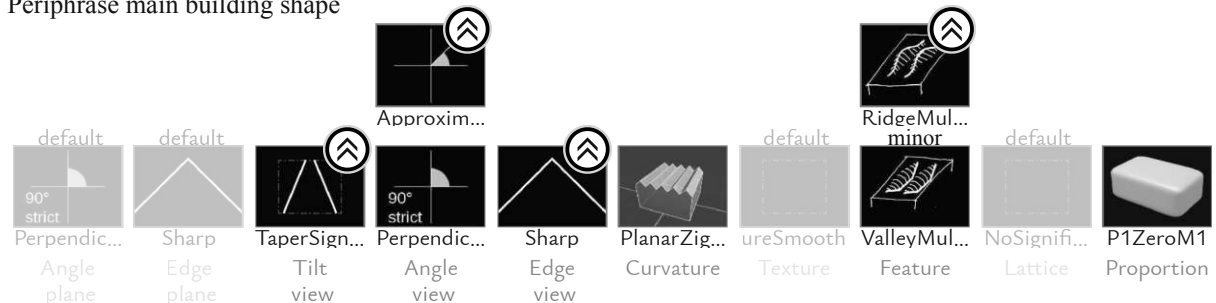 Periphrase main building shape
Approxim...
RidgeMul...
default default default minor default
90° strict 90° strict
Perpendic... Sharp TaperSign... Perpendic... Sharp PlanarZig... ureSmooth ValleyMul... NoSignifi... P1ZeroM1
Angle plane Edge plane Tilt view Angle view Edge view Curvature Texture Feature Lattice Proportion